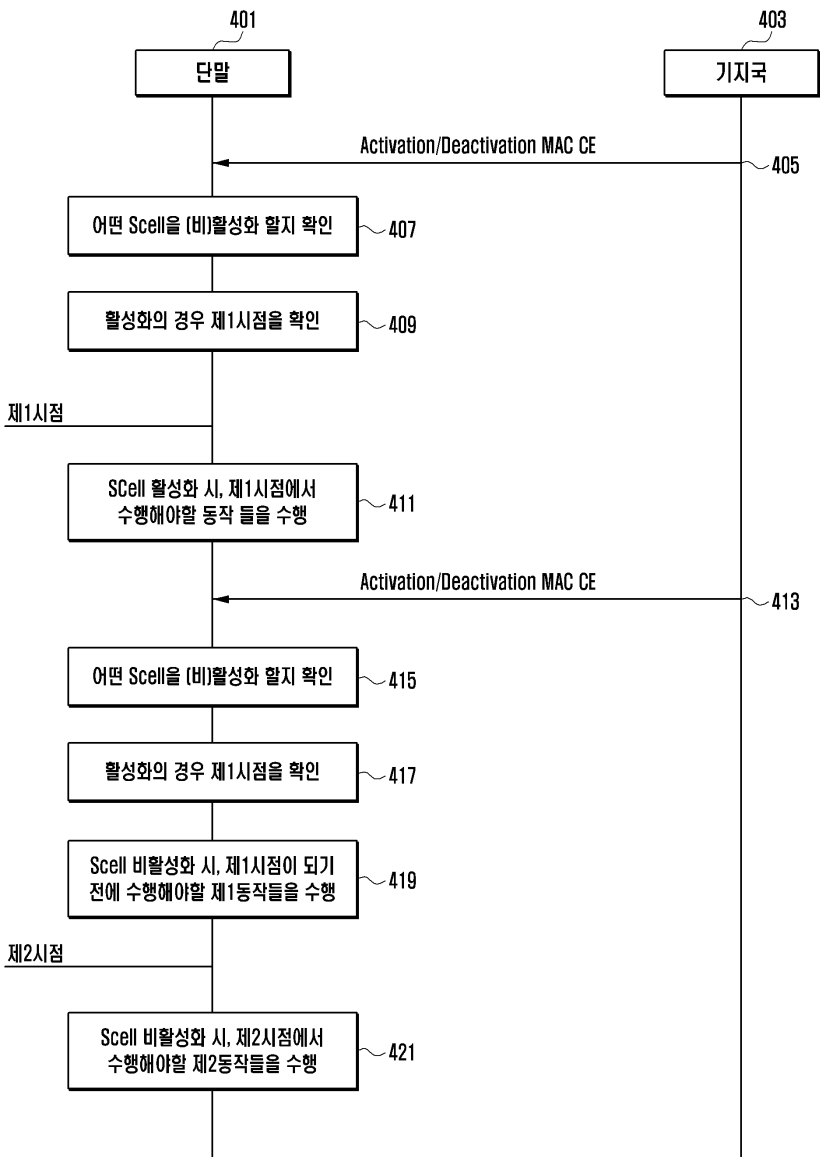 401
403
단말
기지국
Activation/Deactivation MAC CE
405
어떤 Scell을 (비)활성화 할지 확인
407
활성화의 경우 제1시점을 확인
409
제1시점
SCell 활성화 시, 제1시점에서
수행해야할 동작 들을 수행
411
Activation/Deactivation MAC CE
413
어떤 Scell을 (비)활성화 할지 확인
415
활성화의 경우 제1시점을 확인
417
Scell 비활성화 시, 제1시점이 되기
전에 수행해야할 제1동작들을 수행
419
제2시점
Scell 비활성화 시, 제2시점에서
수행해야할 제2동작들을 수행
421